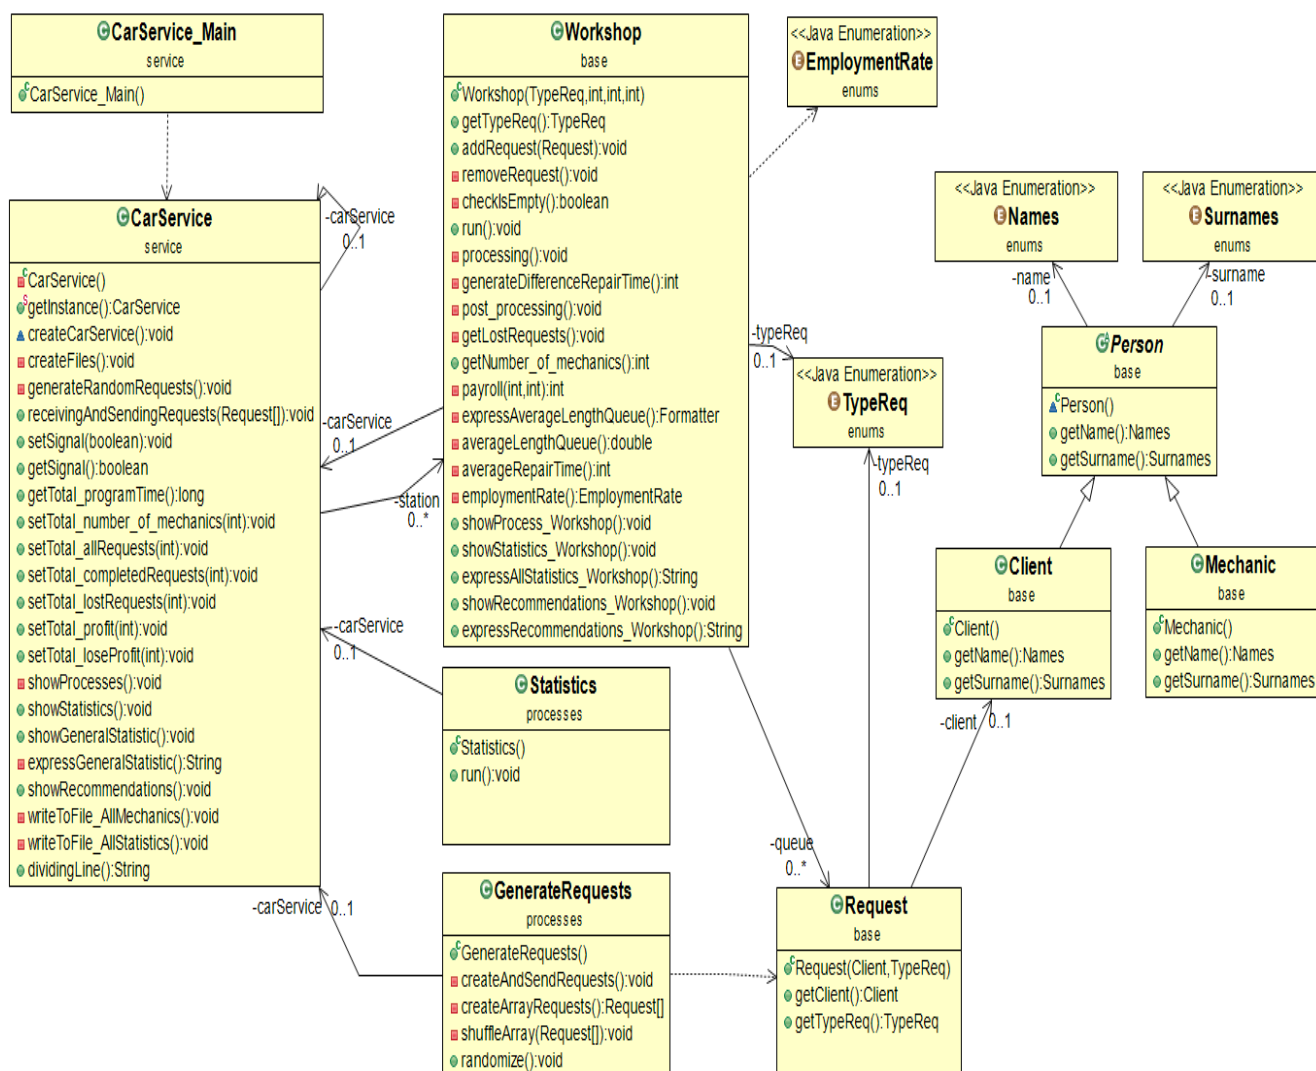 CarService_Main
service
CarService_Main()
Workshop
base
Workshop(TypeReq,int,int,int)
getTypeReq():TypeReq
addRequest(Request):void
removeRequest():void
checkIsEmpty():boolean
run():void
processing():void
generateDifferenceRepairTime():int
post_processing():void
getLostRequests():void
getNumber_of_mechanics():int
payroll(int,int):int
expressAverageLengthQueue():Formatter
averageLengthQueue():double
averageRepairTime():int
employmentRate():EmploymentRate
showProcess_Workshop():void
showStatistics_Workshop():void
expressAllStatistics_Workshop():String
showRecommendations_Workshop():void
expressRecommendations_Workshop():String
<<Java Enumeration>>
EmploymentRate
enums
<<Java Enumeration>>
Names
enums
<<Java Enumeration>>
Surnames
enums
-name
0..1
-surname
0..1
CarService
service
CarService()
getInstance():CarService
createCarService():void
createFiles():void
generateRandomRequests():void
receivingAndSendingRequests(Request[]):void
setSignal(boolean):void
getSignal():boolean
getTotal_programTime():long
setTotal_number_of_mechanics(int):void
setTotal_allRequests(int):void
setTotal_completedRequests(int):void
setTotal_lostRequests(int):void
setTotal_profit(int):void
setTotal_loseProfit(int):void
showProcesses():void
showStatistics():void
showGeneralStatistic():void
expressGeneralStatistic():String
showRecommendations():void
writeToFile_AllMechanics():void
writeToFile_AllStatistics():void
dividingLine():String
-carService
0..1
-carService
0..1
-station
0..*
-carService
0..1
-typeReq
0..1
<<Java Enumeration>>
TypeReq
enums
-typeReq
0..1
Person
base
Person()
getName():Names
getSurname():Surnames
Client
base
Client()
getName():Names
getSurname():Surnames
Mechanic
base
Mechanic()
getName():Names
getSurname():Surnames
-client 0..1
Statistics
processes
Statistics()
run():void
-queue
0..*
-carService 0..1
GenerateRequests
processes
GenerateRequests()
createAndSendRequests():void
createArrayRequests():Request[]
shuffleArray(Request[]):void
randomize():void
Request
base
Request(Client,TypeReq)
getClient():Client
getTypeReq():TypeReq